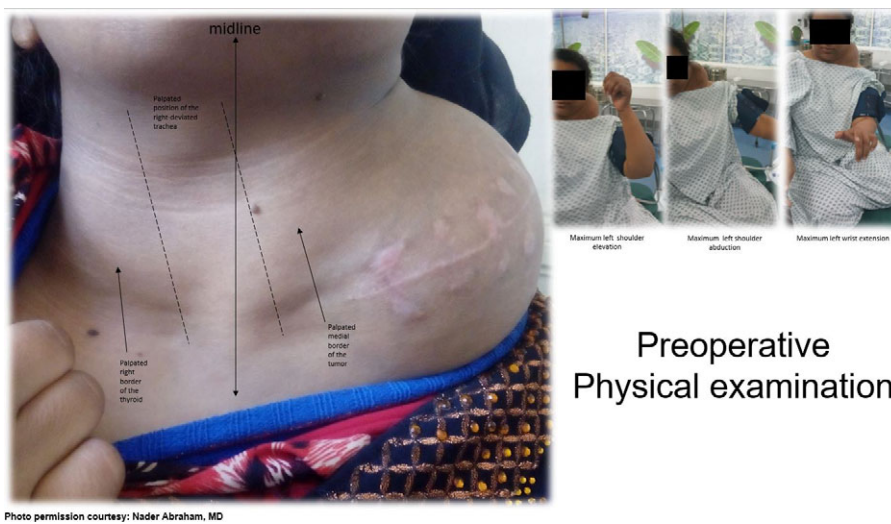 midline
Palpated
position of the
right deviated
trachea
Palpated
right
border
of the
thyroid
Palpated
medial
border
of the
tumor
Maximum left shoulder
elevation
Maximum left shoulder
abduction
Maximum left wrist extension
Preoperative
Physical examination
Photo permission courtesy: Nader Abraham, MD